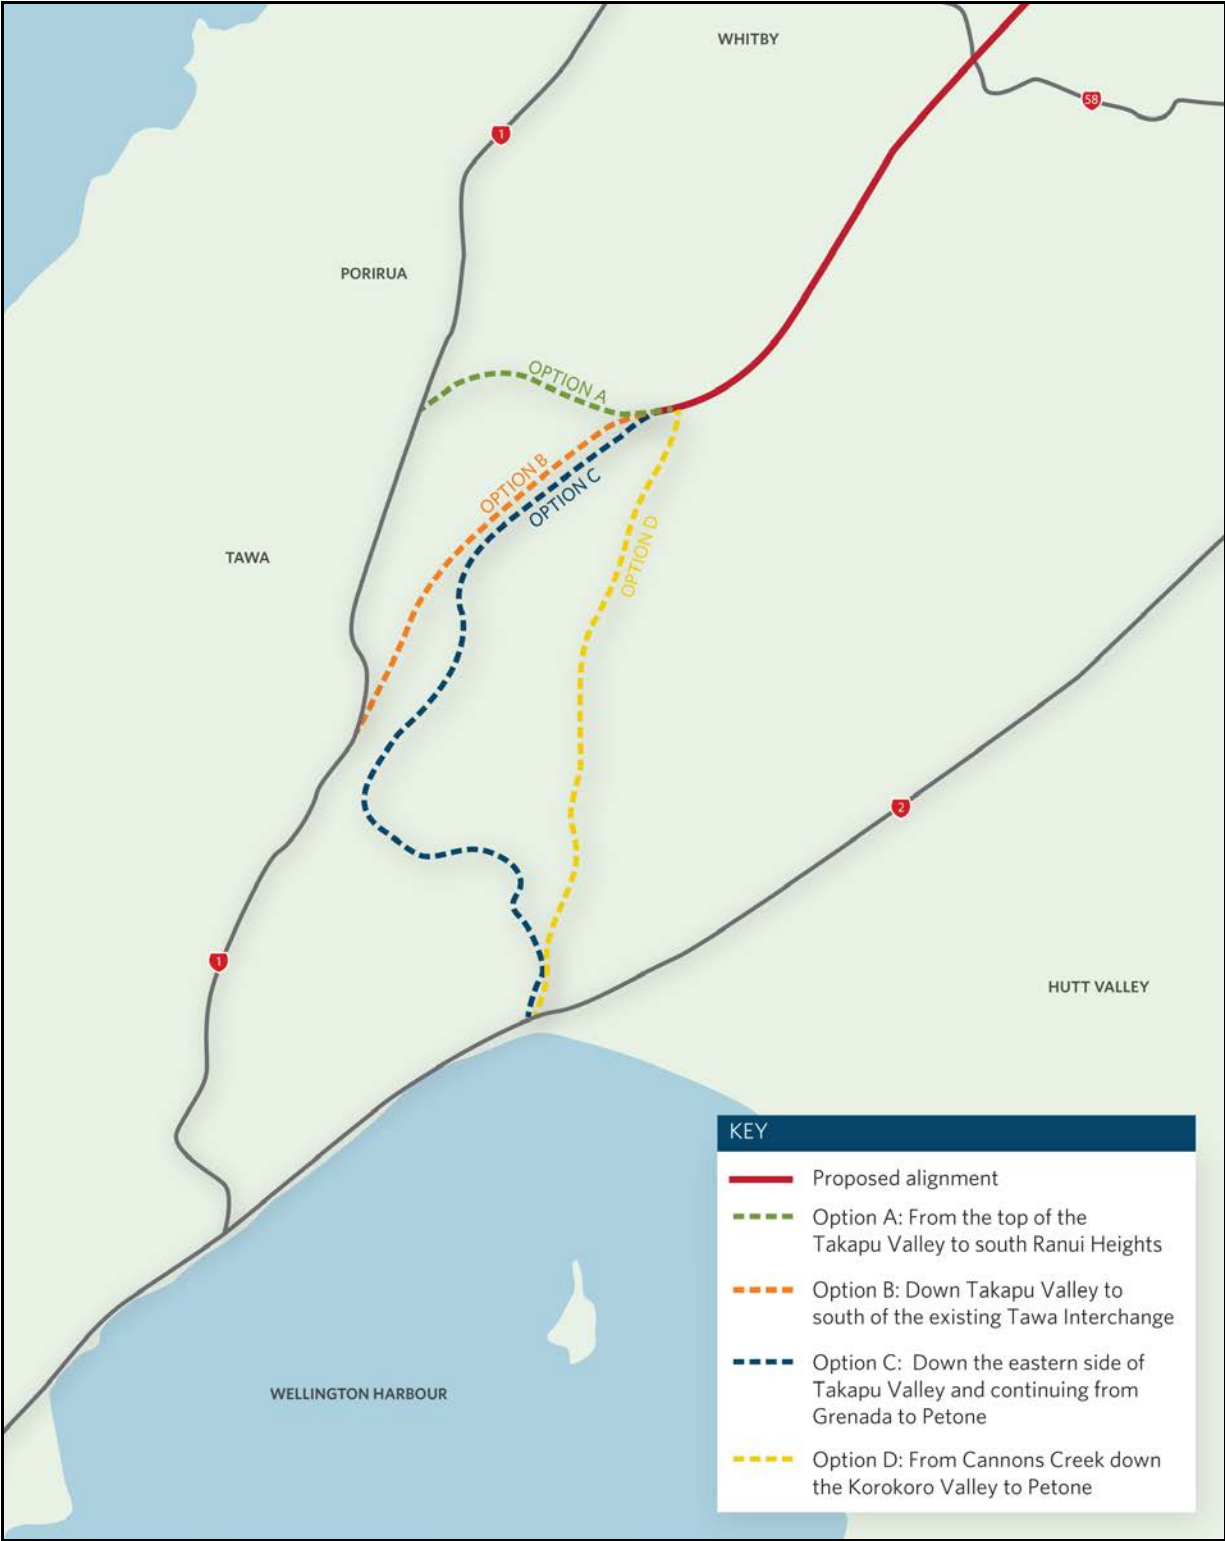 WHITBY
58
1
PORIRUA
OPTION A
OPTION B
OPTION C
OPTION D
TAWA
2
1
HUTT VALLEY
WELLINGTON HARBOUR
KEY
Proposed alignment
Option A: From the top of the
Takapu Valley to south Ranui Heights
Option B: Down Takapu Valley to
south of the existing Tawa Interchange
Option C:  Down the eastern side of
Takapu Valley and continuing from
Grenada to Petone
Option D: From Cannons Creek down
the Korokoro Valley to Petone